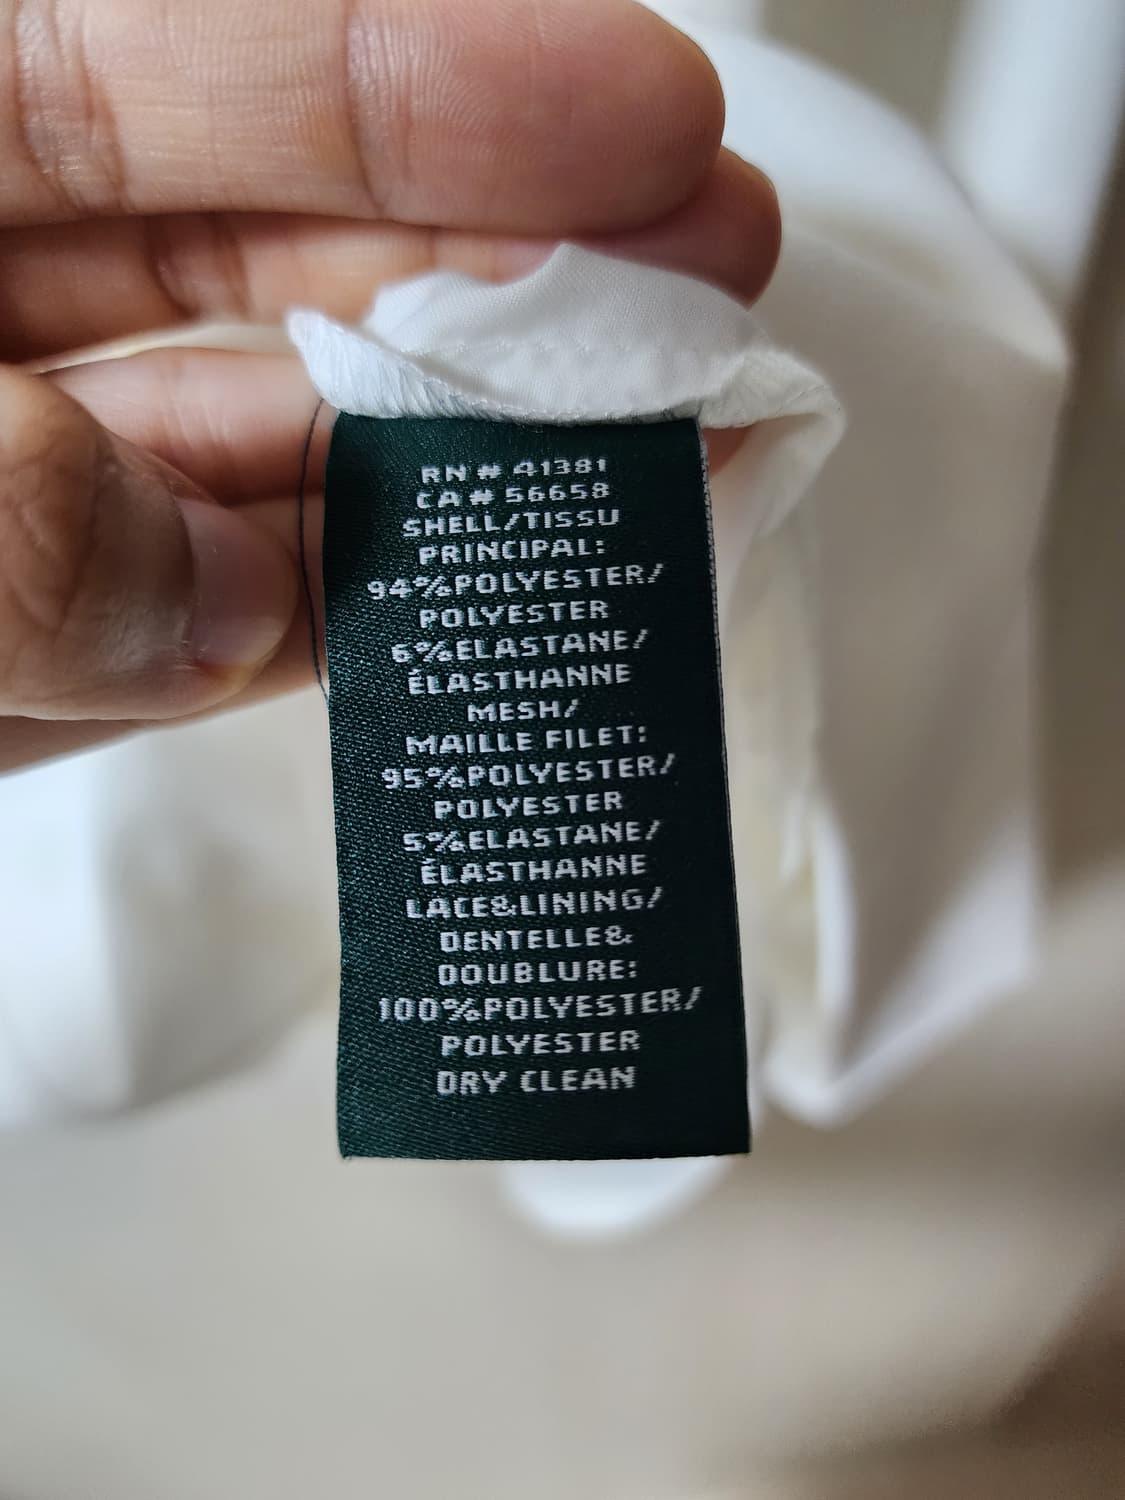 RN # 41381
CA# 56658
SHELL/TISSU
PRINCIPAL:
94%POLYESTER/
POLYESTER
6%ELASTANE/
ÉLASTHANNE
MESH/
MAILLE FILET:
95%POLYESTER/
POLYESTER
5%ELASTANE/
ÉLASTHANNE
LACE&LINING/
DENTELLE&
DOUBLURE:
100%POLYESTER/
POLYESTER
DRY CLEAN